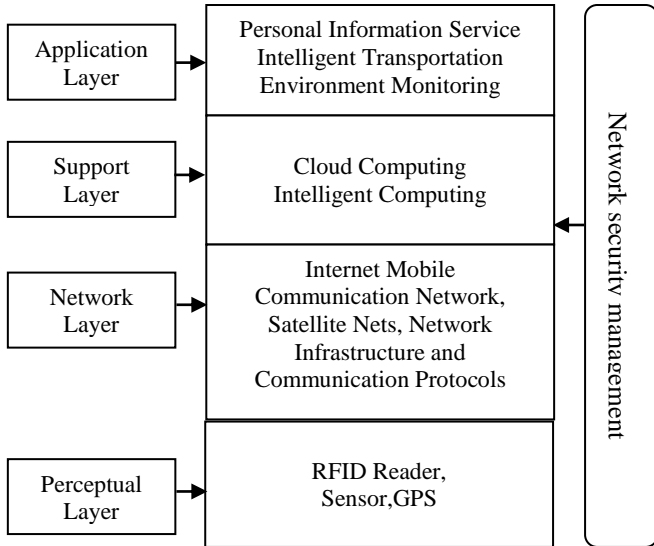 Application
Layer
Personal Information Service
Intelligent Transportation
Environment Monitoring
Support
Layer
Cloud Computing
Intelligent Computing
Network
Layer
Internet Mobile
Communication Network,
Satellite Nets, Network
Infrastructure and
Communication Protocols
Perceptual
Layer
RFID Reader,
Sensor,GPS
Network security management